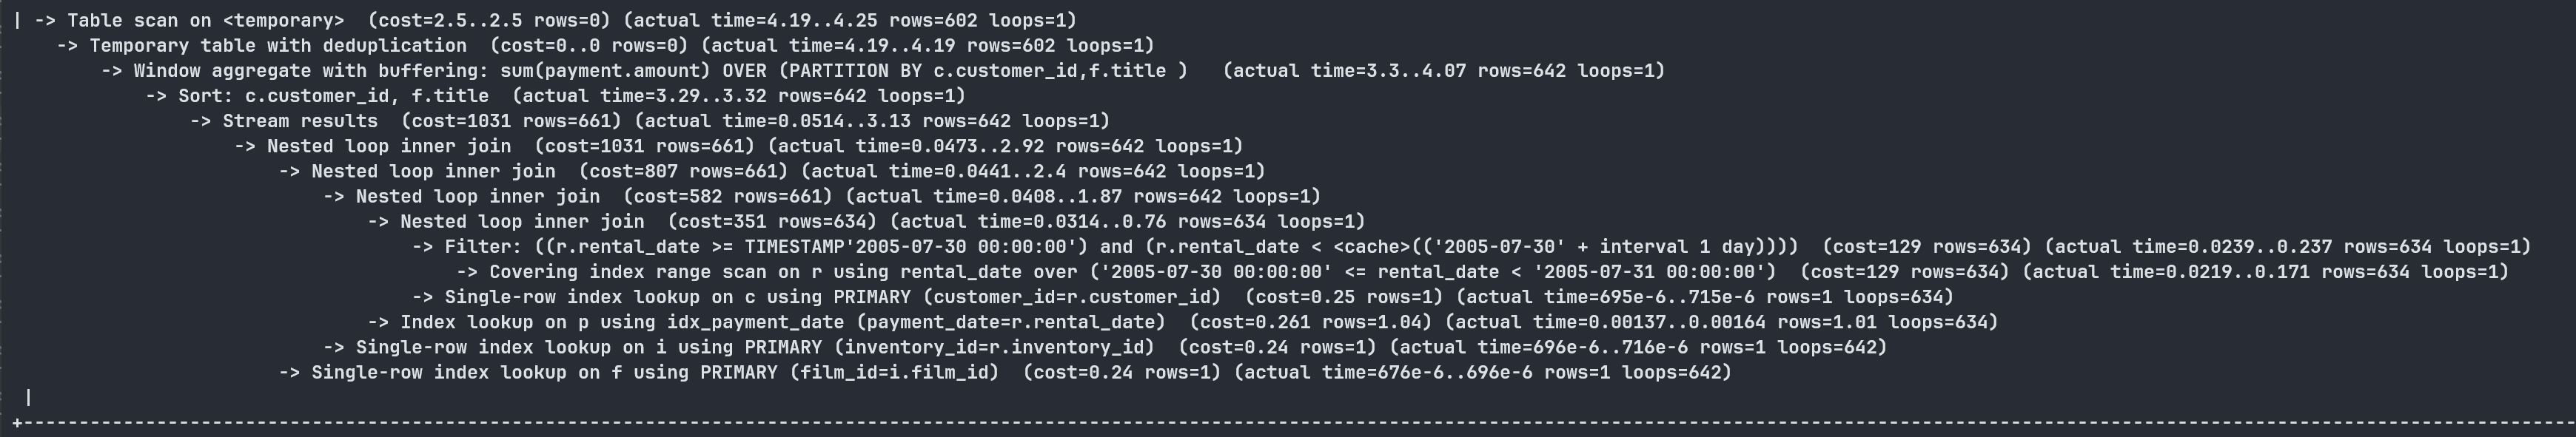 | -> Table scan on <temporary>  (cost=2.5..2.5 rows=0) (actual time=4.19..4.25 rows=602 loops=1)
    -> Temporary table with deduplication  (cost=0..0 rows=0) (actual time=4.19..4.19 rows=602 loops=1)
        -> Window aggregate with buffering: sum(payment.amount) OVER (PARTITION BY c.customer_id,f.title )   (actual time=3.3..4.07 rows=642 loops=1)
            -> Sort: c.customer_id, f.title  (actual time=3.29..3.32 rows=642 loops=1)
                -> Stream results  (cost=1031 rows=661) (actual time=0.0514..3.13 rows=642 loops=1)
                    -> Nested loop inner join  (cost=1031 rows=661) (actual time=0.0473..2.92 rows=642 loops=1)
                        -> Nested loop inner join  (cost=807 rows=661) (actual time=0.0441..2.4 rows=642 loops=1)
                            -> Nested loop inner join  (cost=582 rows=661) (actual time=0.0408..1.87 rows=642 loops=1)
                                -> Nested loop inner join  (cost=351 rows=634) (actual time=0.0314..0.76 rows=634 loops=1)
                                    -> Filter: ((r.rental_date >= TIMESTAMP'2005-07-30 00:00:00') and (r.rental_date < <cache>(('2005-07-30' + interval 1 day))))  (cost=129 rows=634) (actual time=0.0239..0.237 rows=634 loops=1)
                                        -> Covering index range scan on r using rental_date over ('2005-07-30 00:00:00' <= rental_date < '2005-07-31 00:00:00')  (cost=129 rows=634) (actual time=0.0219..0.171 rows=634 loops=1)
                                    -> Single-row index lookup on c using PRIMARY (customer_id=r.customer_id)  (cost=0.25 rows=1) (actual time=695e-6..715e-6 rows=1 loops=634)
                                -> Index lookup on p using idx_payment_date (payment_date=r.rental_date)  (cost=0.261 rows=1.04) (actual time=0.00137..0.00164 rows=1.01 loops=634)
                            -> Single-row index lookup on i using PRIMARY (inventory_id=r.inventory_id)  (cost=0.24 rows=1) (actual time=696e-6..716e-6 rows=1 loops=642)
                        -> Single-row index lookup on f using PRIMARY (film_id=i.film_id)  (cost=0.24 rows=1) (actual time=676e-6..696e-6 rows=1 loops=642)
 |